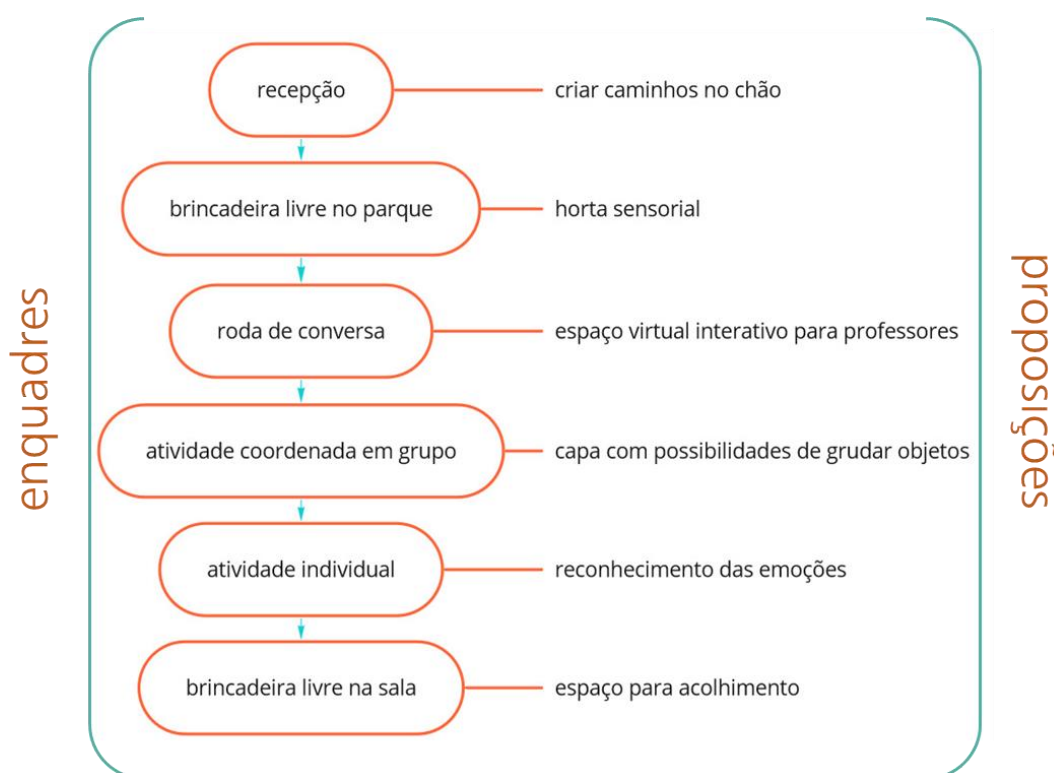 enquadres
recepção
criar caminhos no chão
brincadeira livre no parque
horta sensorial
roda de conversa
espaço virtual interativo para professores
atividade coordenada em grupo
capa com possibilidades de grudar objetos
atividade individual
reconhecimento das emoções
brincadeira livre na sala
espaço para acolhimento
proposições